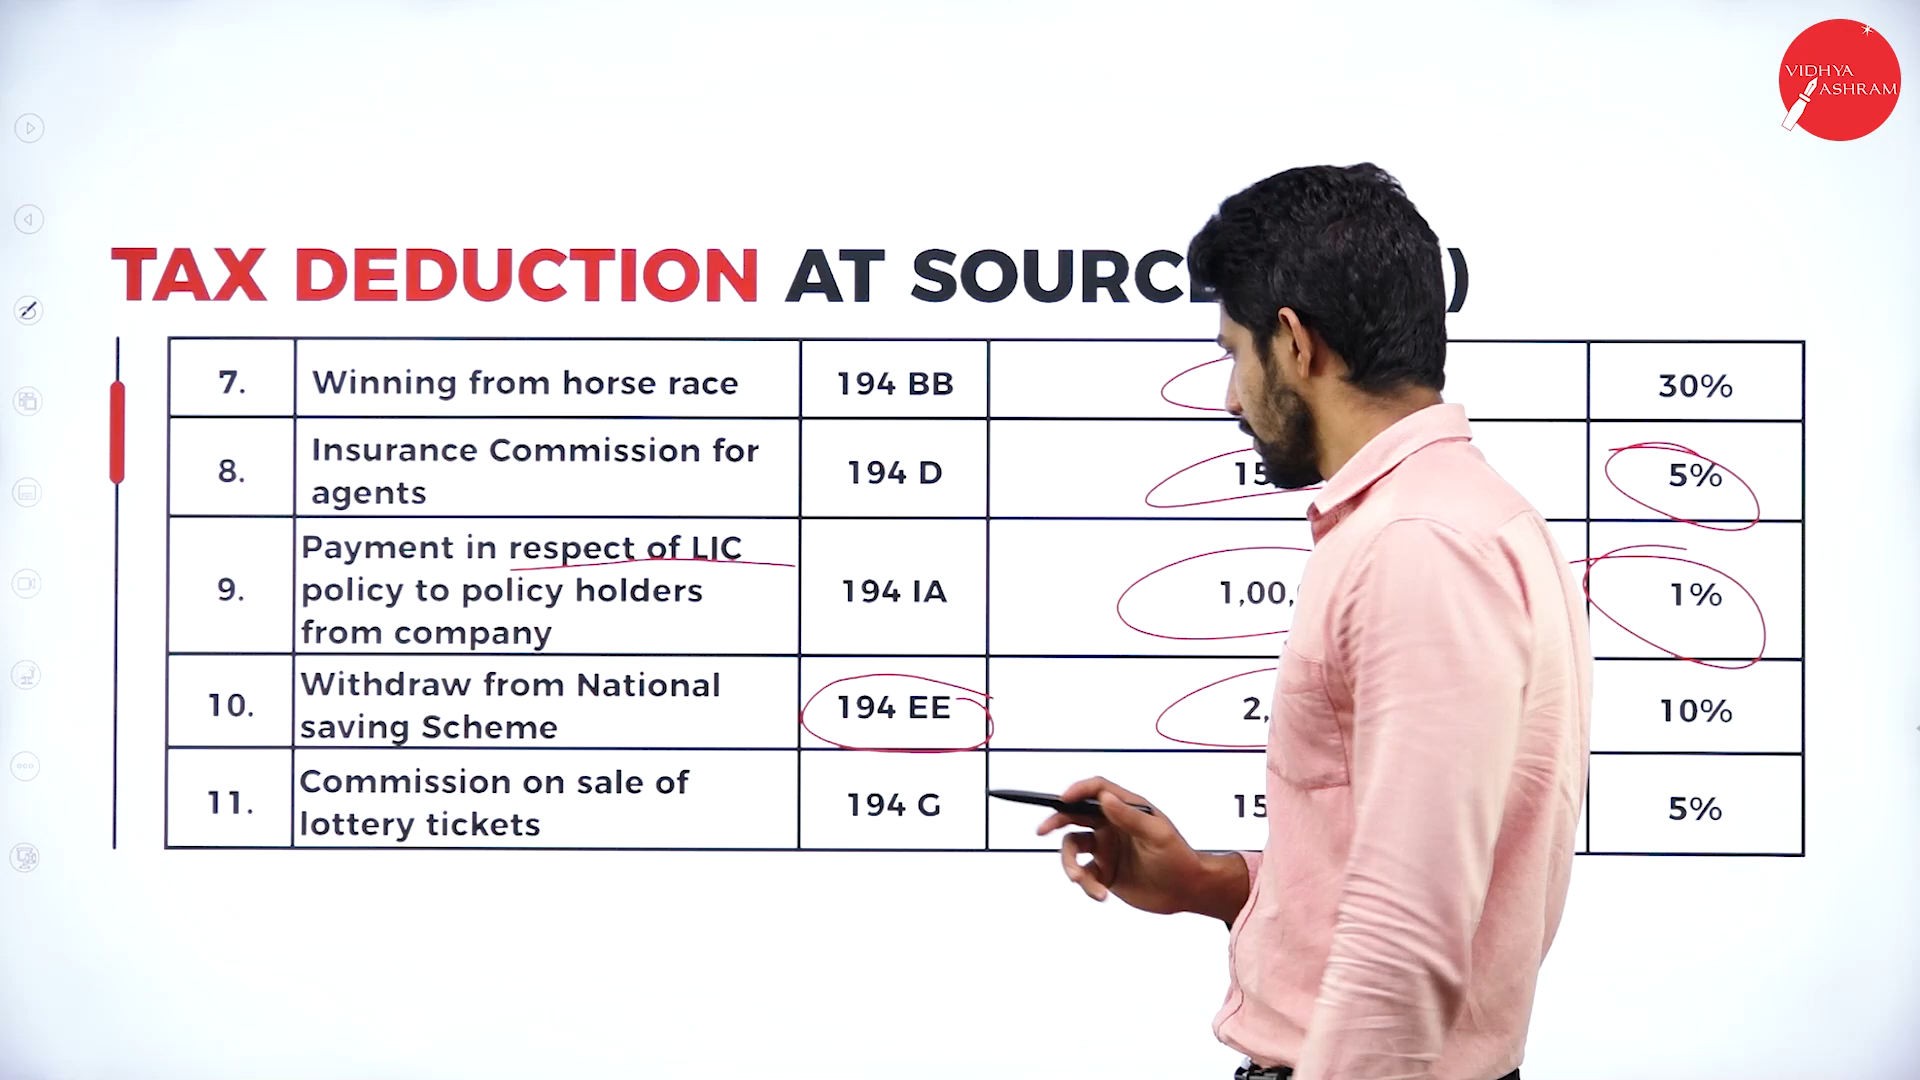 VIDHYA
ASHRAM
TAX DEDUCTION AT SOURC )
7. Winning from horse race 194 BB 30%
8. Insurance Commission for agents 194 D 15, 5%
9. Payment in respect of LIC policy to policy holders from company 194 IA 1,00, 1%
10. Withdraw from National saving Scheme 194 EE 2, 10%
11. Commission on sale of lottery tickets 194 G 15 5%